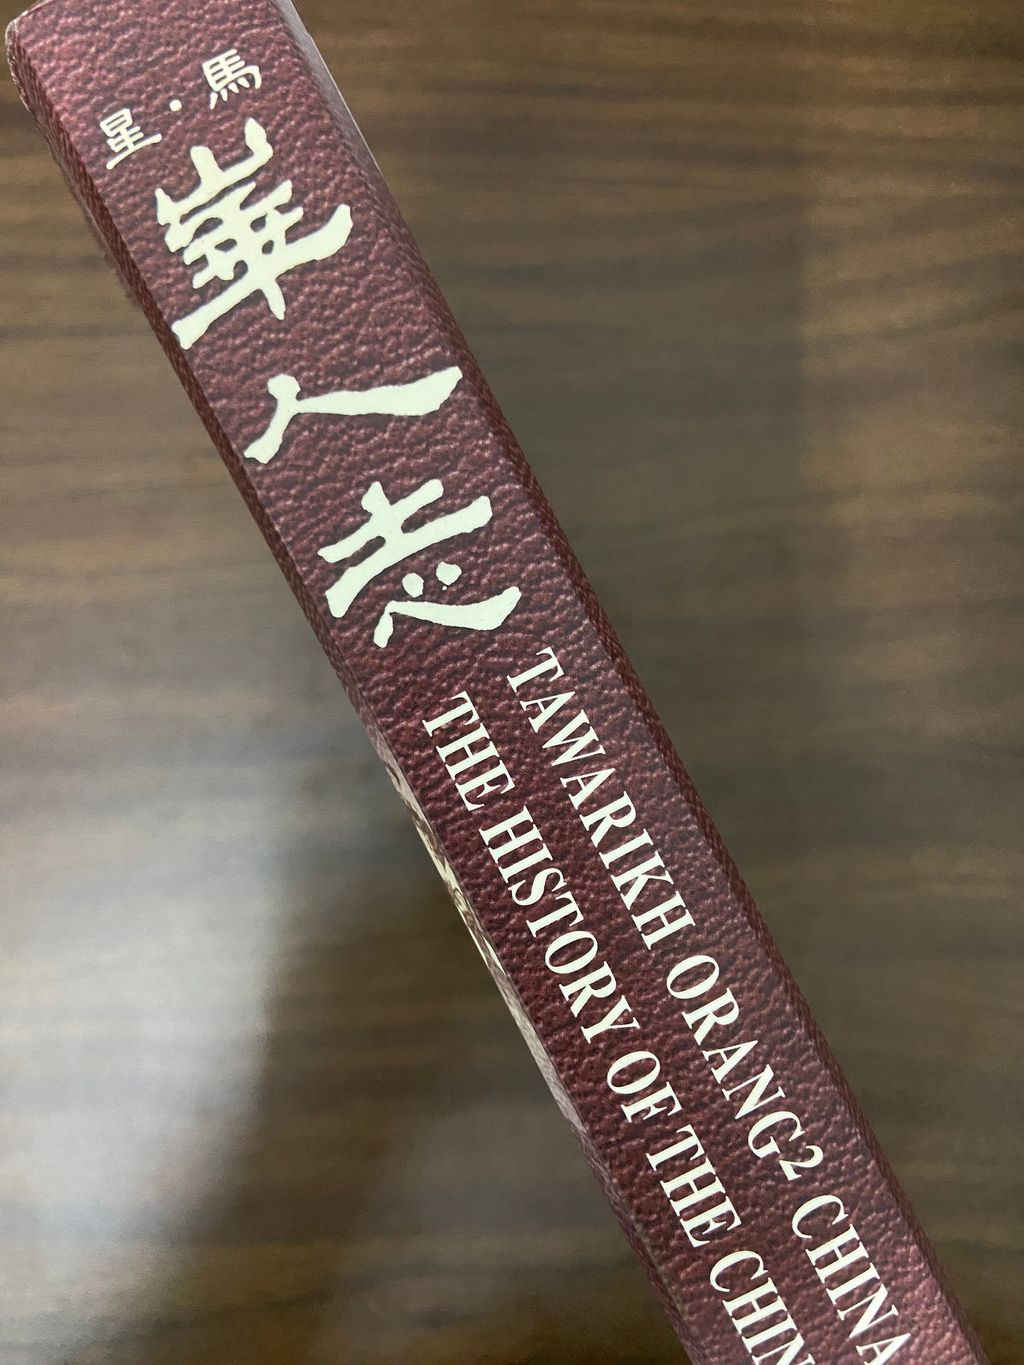 星·馬
華人志
TAWARIKH ORANG2 CHINA
THE HISTORY OF THE CHIN